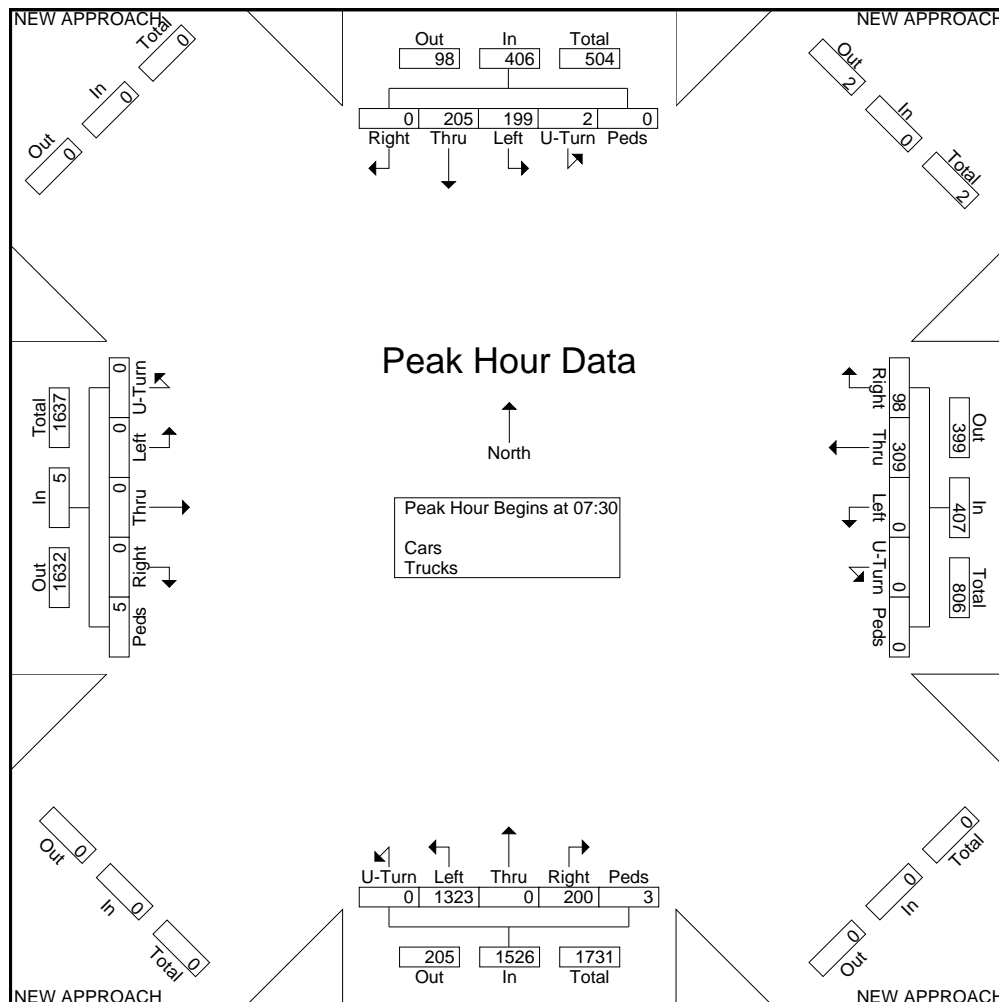 NEW APPROACH
NEW APPROACH
Total
0
In
0
Out
0
Out In Total
98 406 504
0 205 199 2 0
Right Thru Left U-Turn Peds
Out
2
In
0
Total
2
Peak Hour Data
North
Peak Hour Begins at 07:30
Cars
Trucks
Total
1637
In
5
Out
1632
0 0 0 0 5
U-Turn Left Thru Right Peds
Right Thru Left U-Turn Peds
98 309 0 0 0
Out
399
In
407
Total
806
U-Turn Left Thru Right Peds
0 1323 0 200 3
205 1526 1731
Out In Total
0
Out
0
In
0
Total
0
Total
0
In
0
Out
NEW APPROACH
NEW APPROACH